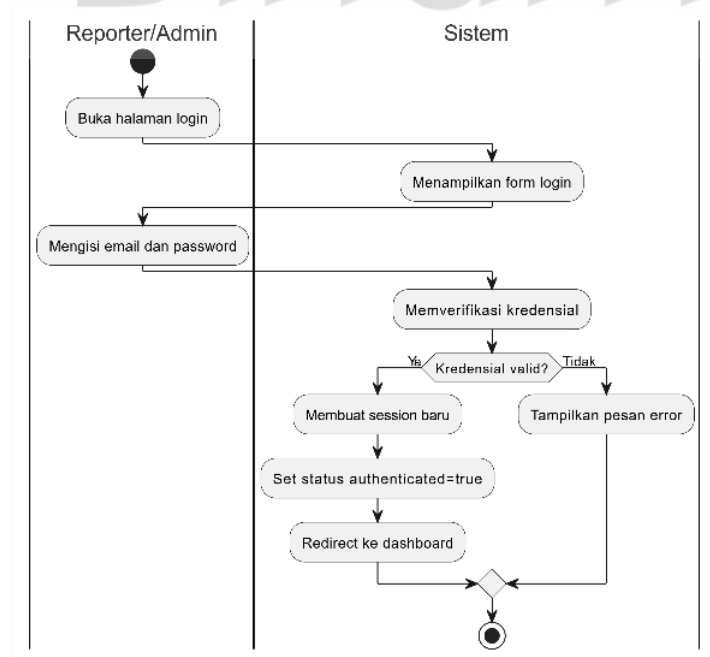 Reporter/Admin
Sistem
Buka halaman login
Menampilkan form login
Mengisi email dan password
Memverifikasi kredensial
Ya
Kredensial valid?
Tidak
Membuat session baru
Tampilkan pesan error
Set status authenticated=true
Redirect ke dashboard